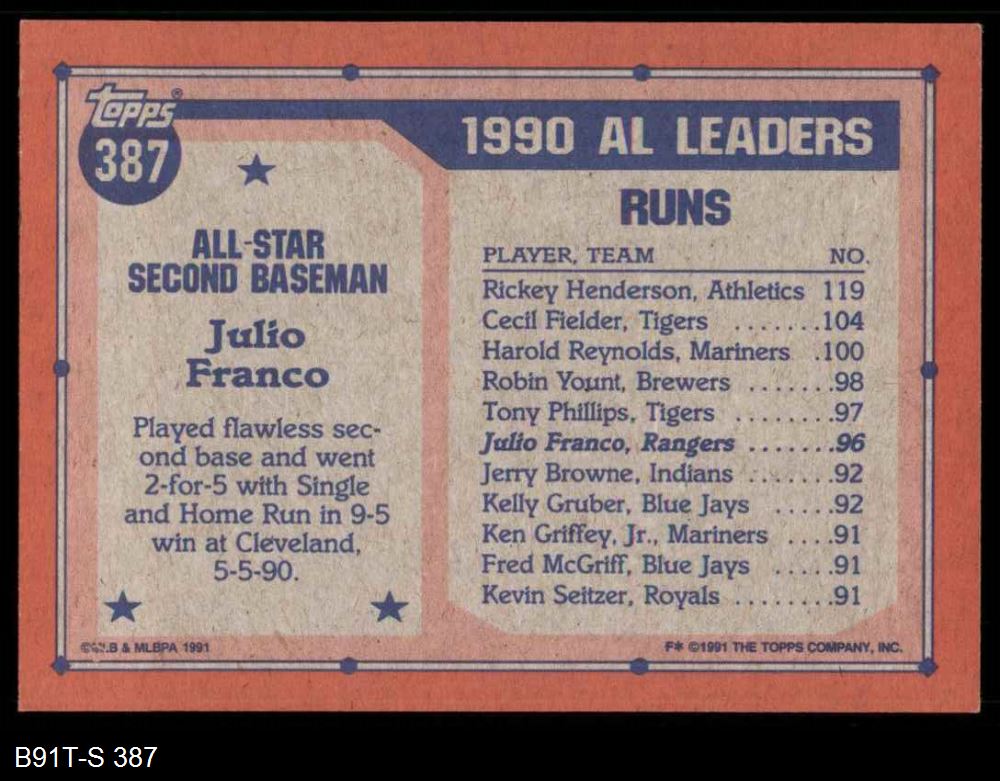 Topps®
387
1990 AL LEADERS
ALL-STAR
SECOND BASEMAN
Julio
Franco
Played flawless sec-
ond base and went
2-for-5 with Single
and Home Run in 9-5
win at Cleveland,
5-5-90.
RUNS
PLAYER, TEAM NO.
Rickey Henderson, Athletics 119
Cecil Fielder, Tigers .......104
Harold Reynolds, Mariners .100
Robin Yount, Brewers .......98
Tony Phillips, Tigers ........97
Julio Franco, Rangers .......96
Jerry Browne, Indians .......92
Kelly Gruber, Blue Jays .....92
Ken Griffey, Jr., Mariners ....91
Fred McGriff, Blue Jays .....91
Kevin Seitzer, Royals ........91
©MLB & MLBPA 1991
F* ©1991 THE TOPPS COMPANY, INC.
B91T-S 387